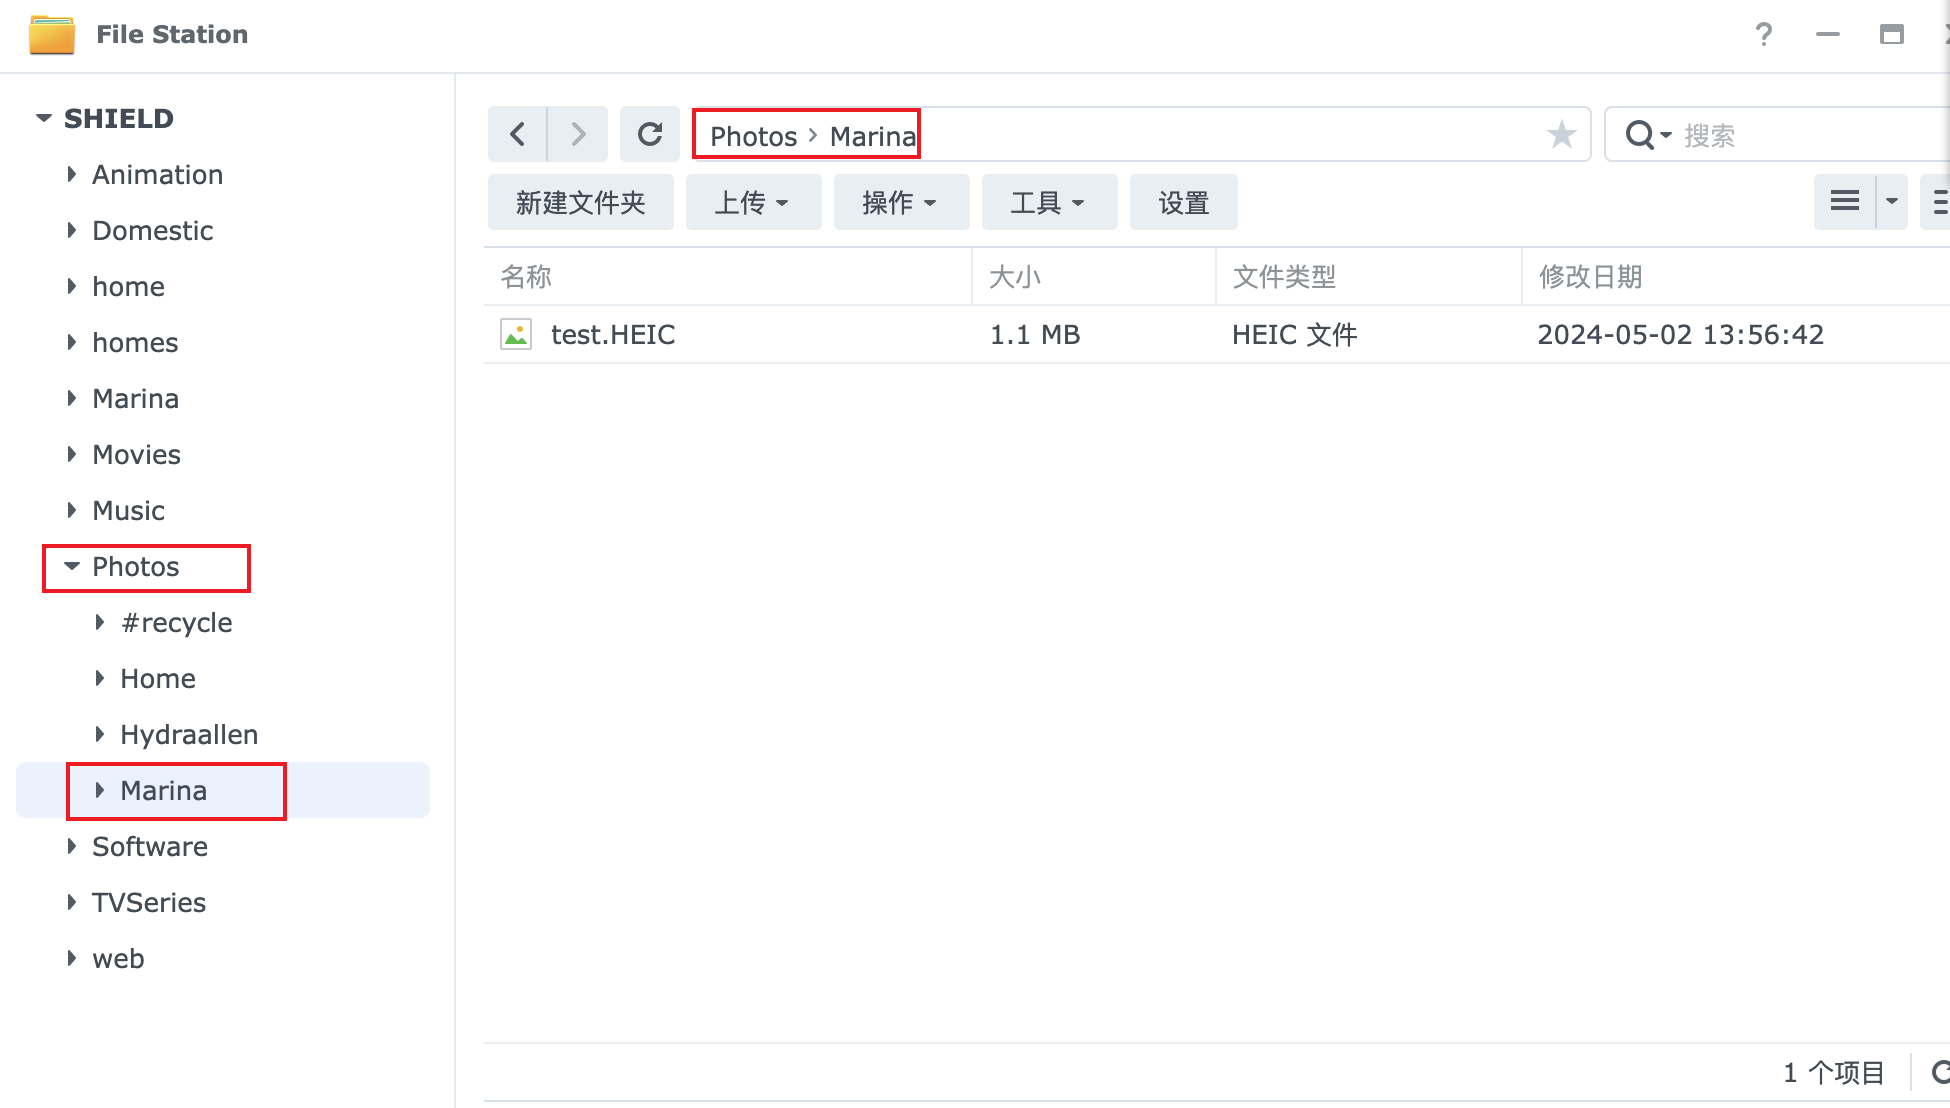 File Station
SHIELD
Animation
Domestic
home
homes
Marina
Movies
Music
Photos
#recycle
Home
Hydraallen
Marina
Software
TVSeries
web
Photos › Marina
搜索
新建文件夹 上传 操作 工具 设置
名称 大小 文件类型 修改日期
test.HEIC 1.1 MB HEIC 文件 2024-05-02 13:56:42
1 个项目